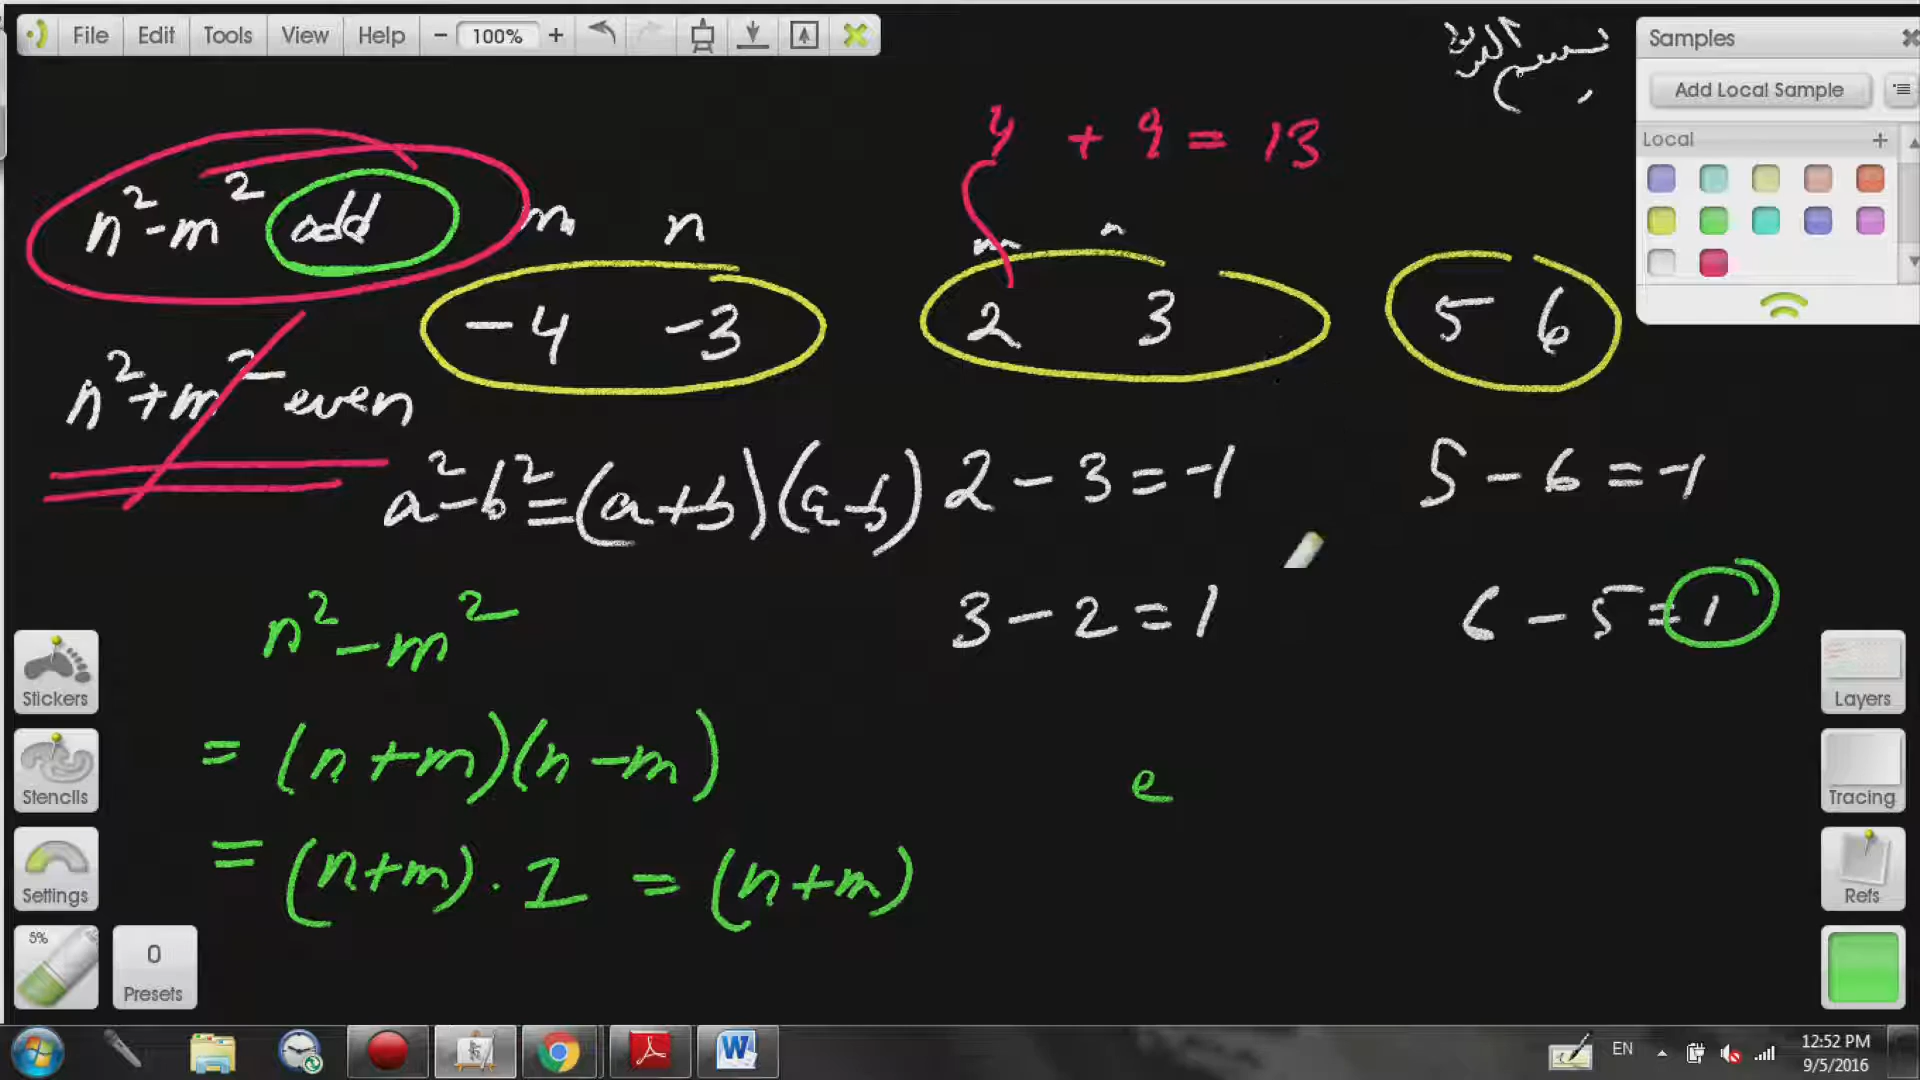 File Edit Tools View Help − 100% +
Samples
Add Local Sample
Local +
4 + 9 = 13
n² - m² odd
m n
m n
-4 -3
2 3
5 6
n² + m² even
a² - b² = (a+b)(a-b)
2 - 3 = -1
5 - 6 = -1
n² - m²
3 - 2 = 1
6 - 5 = 1
= (n+m)(n-m)
e
= (n+m) · 1 = (n+m)
Stickers
Stencils
Settings
5%
0
Presets
Layers
Tracing
Refs
EN
12:52 PM
9/5/2016